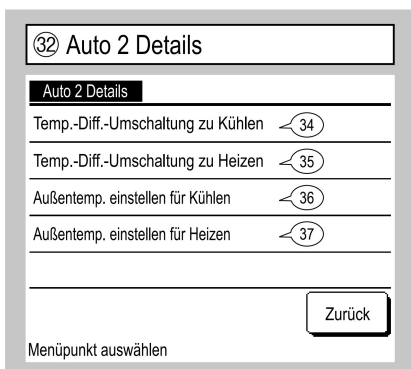 32 Auto 2 Details
Auto 2 Details
Temp.-Diff.-Umschaltung zu Kühlen 34
Temp.-Diff.-Umschaltung zu Heizen 35
Außentemp. einstellen für Kühlen 36
Außentemp. einstellen für Heizen 37
Zurück
Menüpunkt auswählen